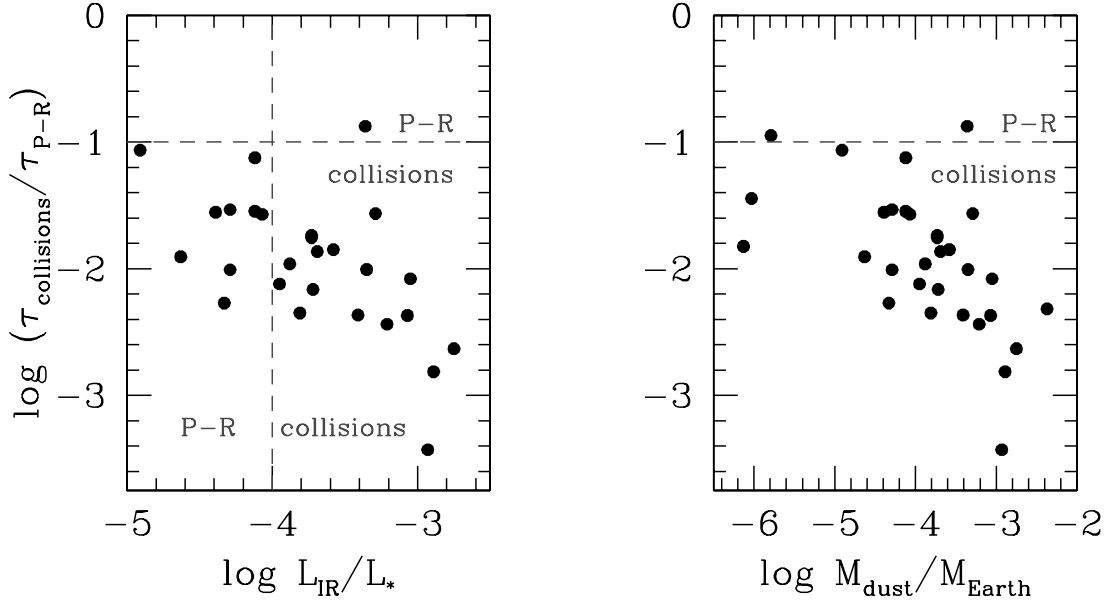 log (τcollisions/τP−R)
0
−1
−2
−3
P−R
collisions
P−R collisions
−5 −4 −3
log LIR/L*
0
−1
−2
−3
P−R
collisions
−6 −5 −4 −3 −2
log Mdust/MEarth